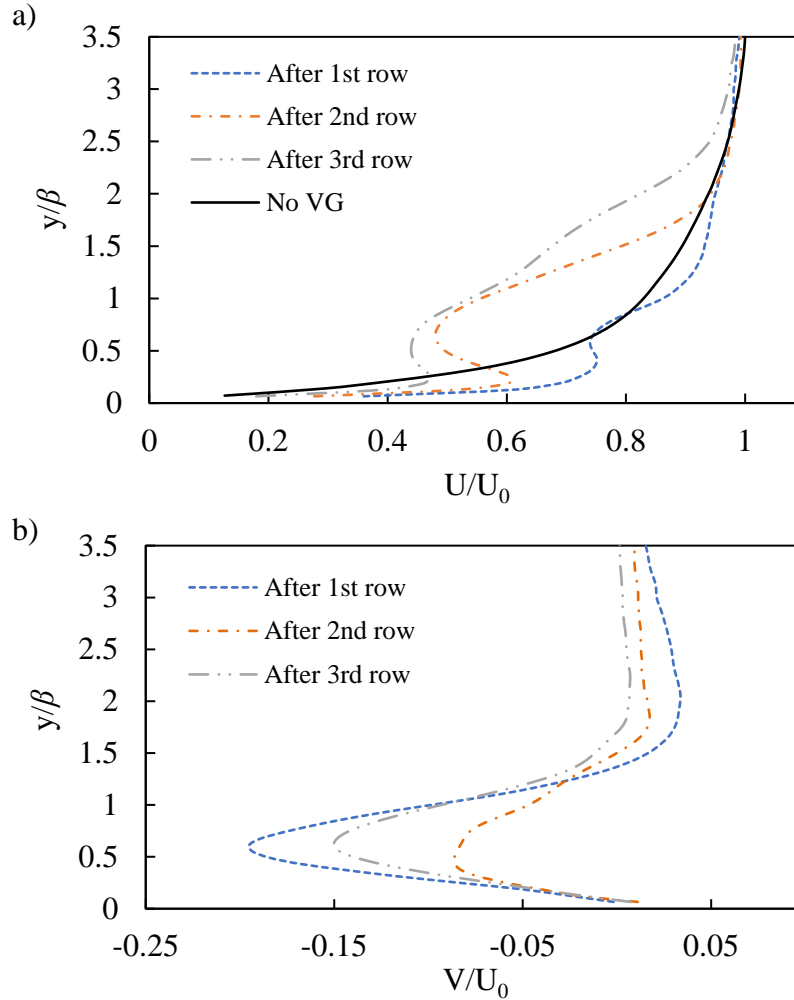 a)
3.5
3
2.5
2
1.5
1
0.5
0
y/β
After 1st row
After 2nd row
After 3rd row
No VG
0 0.2 0.4 0.6 0.8 1
U/U₀
b)
3.5
3
2.5
2
1.5
1
0.5
0
y/β
After 1st row
After 2nd row
After 3rd row
-0.25 -0.15 -0.05 0.05
V/U₀